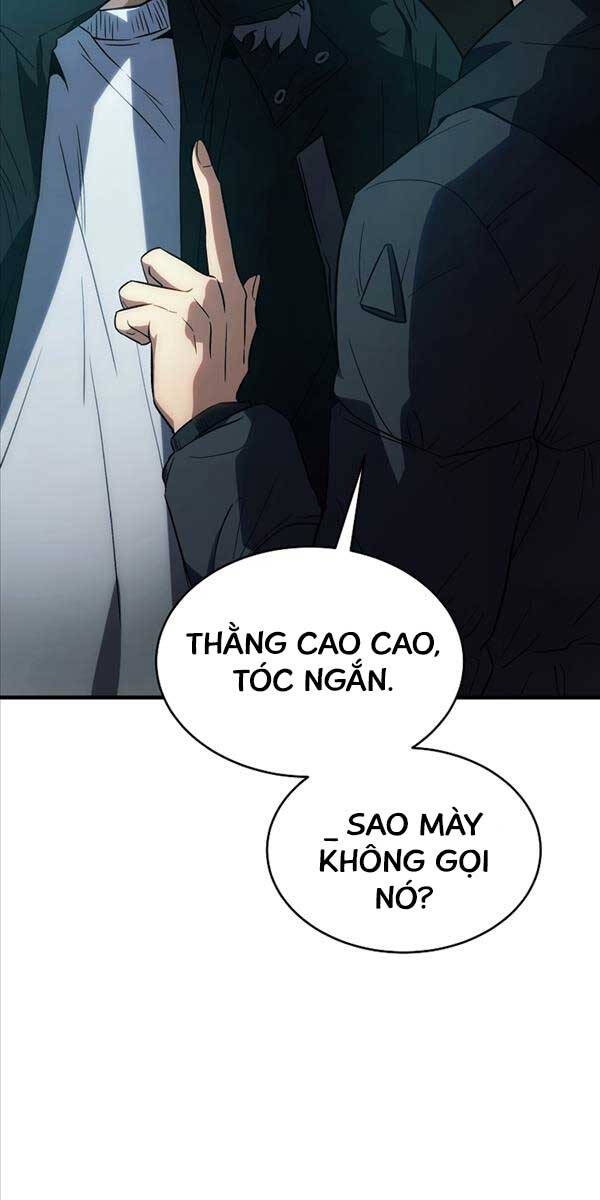 THẰNG CAO CAO,
TÓC NGẮN.
_ SAO MÀY
KHÔNG GỌI
NÓ?